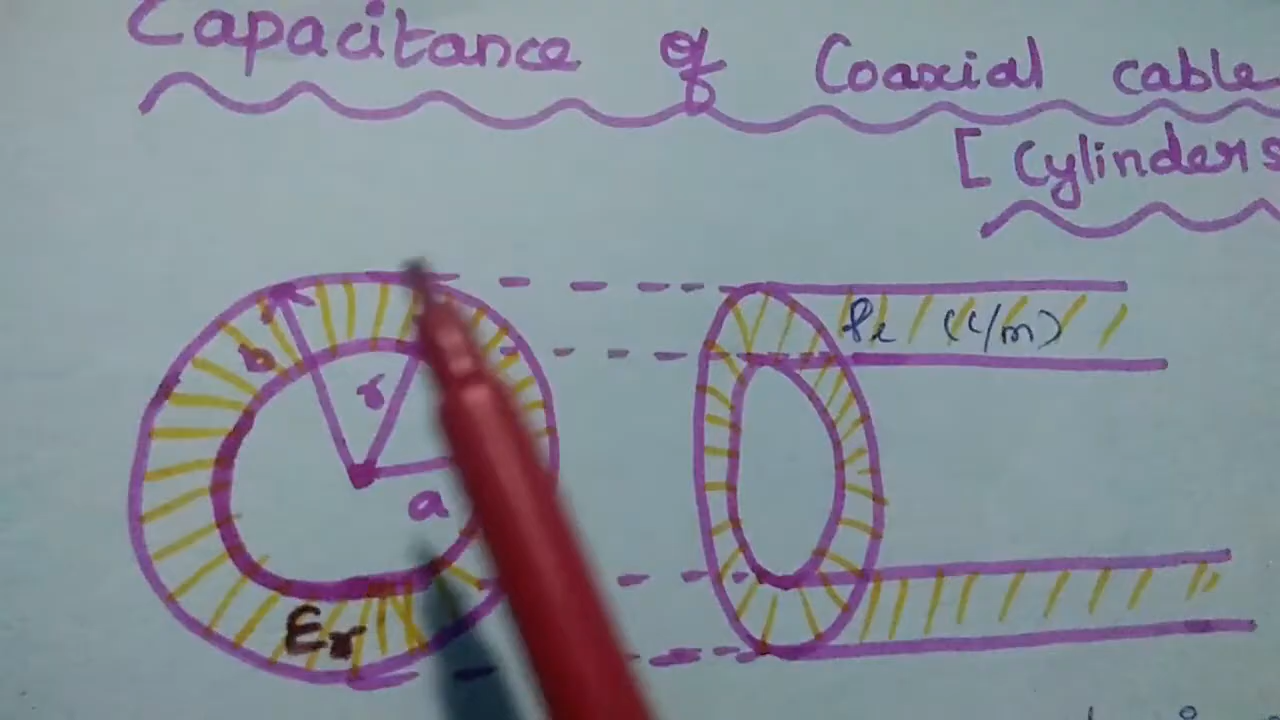 Capacitance of Coaxial cable
[ Cylinders
ρL (C/m)
b
r
a
Er